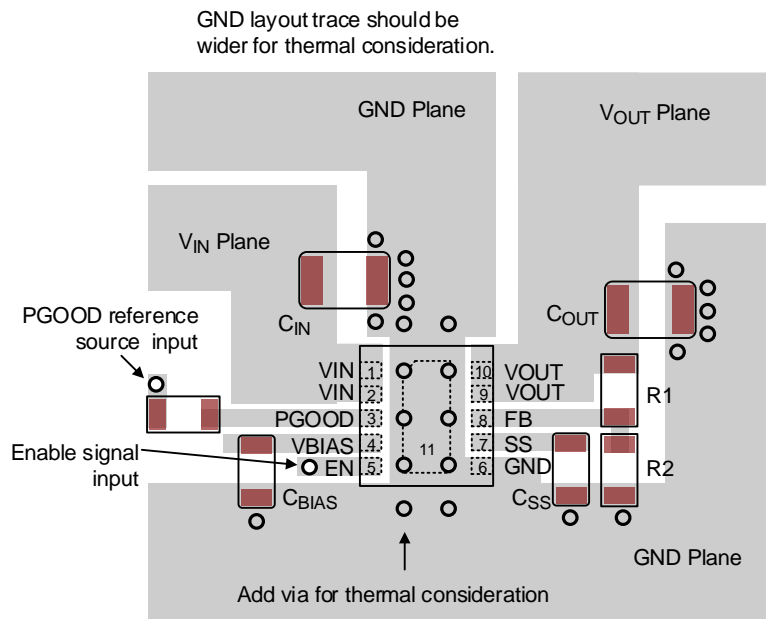 GND layout trace should be
wider for thermal consideration.
GND Plane
VOUT Plane
VIN Plane
PGOOD reference
source input
CIN
COUT
VIN 1 10 VOUT
VIN 2 9 VOUT
R1
PGOOD 3 8 FB
VBIAS 4 11 7 SS
Enable signal
input
EN 5 6 GND
R2
CBIAS
CSS
GND Plane
Add via for thermal consideration